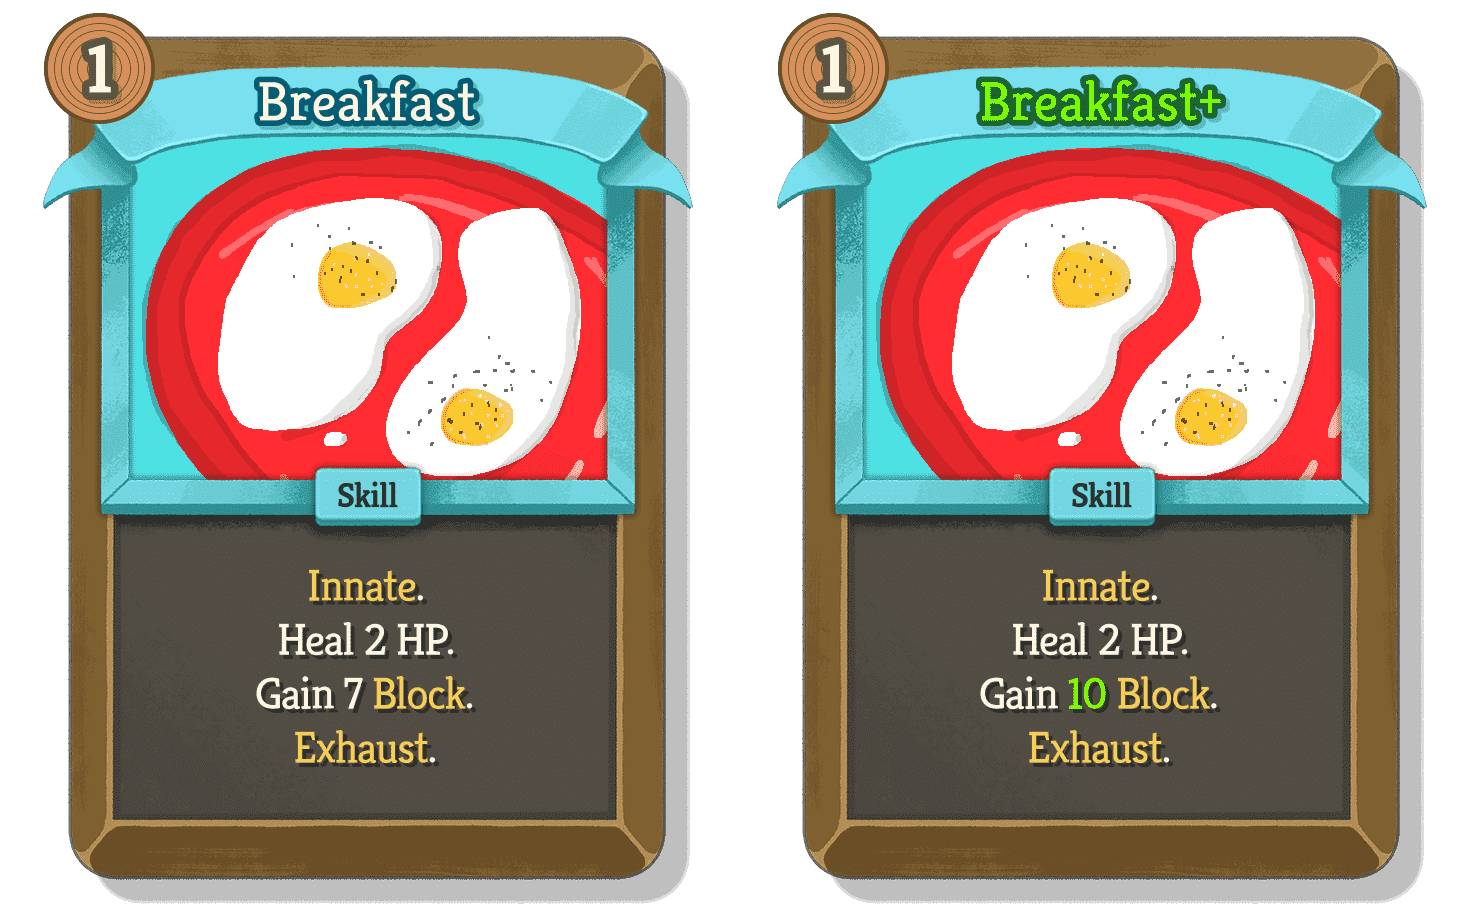 1
Breakfast
Skill
Innate.
Heal 2 HP.
Gain 7 Block.
Exhaust.
1
Breakfast+
Skill
Innate.
Heal 2 HP.
Gain 10 Block.
Exhaust.